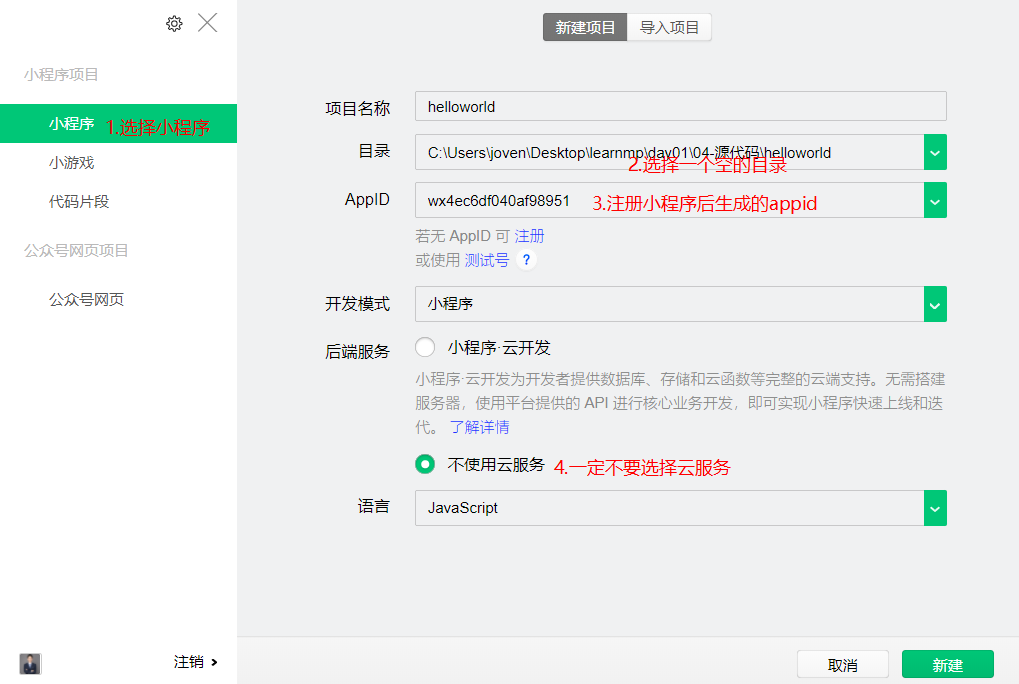 新建项目 导入项目
小程序项目
小程序 1.选择小程序
小游戏
代码片段
公众号网页项目
公众号网页
项目名称 helloworld
目录 C:\Users\joven\Desktop\learnmp\day01\04-源代码\helloworld
2.选择一个空的目录
AppID wx4ec6df040af98951 3.注册小程序后生成的appid
若无 AppID 可 注册
或使用 测试号 ?
开发模式 小程序
后端服务 小程序·云开发
小程序·云开发为开发者提供数据库、存储和云函数等完整的云端支持。无需搭建
服务器，使用平台提供的 API 进行核心业务开发，即可实现小程序快速上线和迭
代。 了解详情
不使用云服务 4.一定不要选择云服务
语言 JavaScript
注销
取消 新建